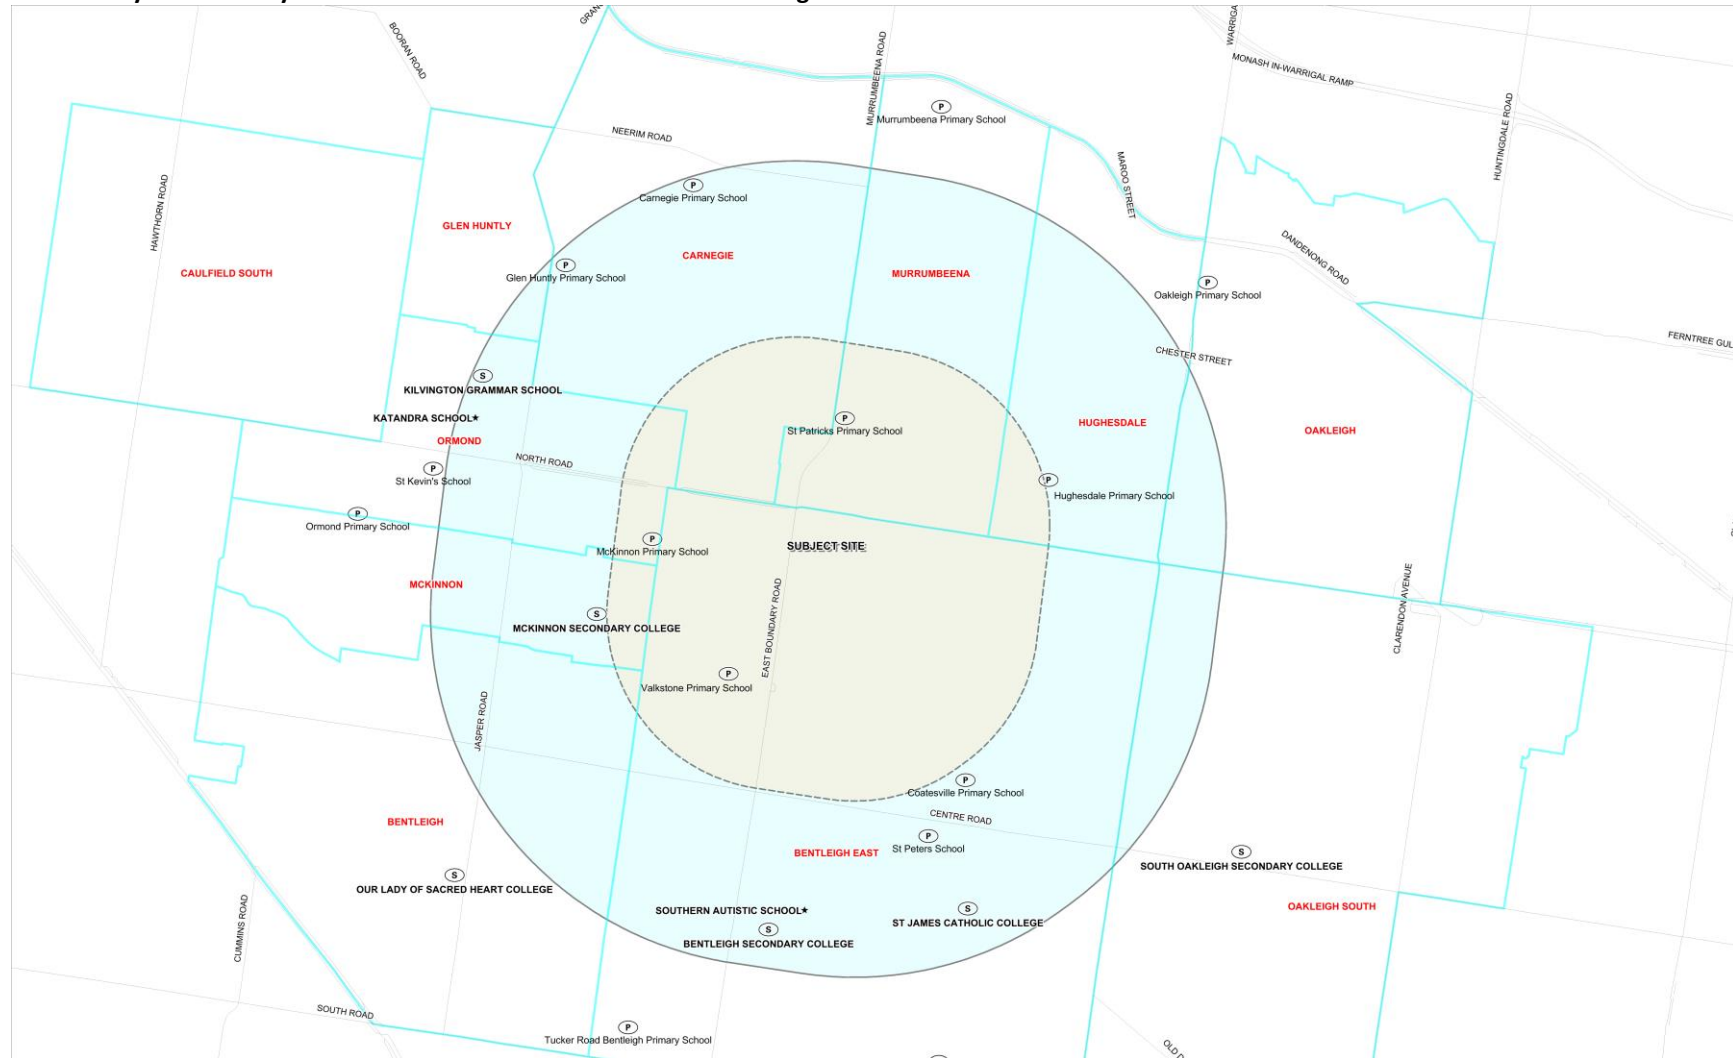 BOORAN ROAD
MURRUMBEENA ROAD
MONASH IN-WARRIGAL RAMP
HUNTINGDALE ROAD
P
Murrumbeena Primary School
NEERIM ROAD
MAROO STREET
P
Carnegie Primary School
HAWTHORN ROAD
GLEN HUNTLY
DANDENONG ROAD
CARNEGIE
P
Glen Huntly Primary School
CAULFIELD SOUTH
MURRUMBEENA
P
Oakleigh Primary School
FERNTREE GUL
CHESTER STREET
S
KILVINGTON GRAMMAR SCHOOL
KATANDRA SCHOOL★
P
St Patricks Primary School
HUGHESDALE
OAKLEIGH
ORMOND
NORTH ROAD
P
St Kevin's School
P
Hughesdale Primary School
P
Ormond Primary School
P
McKinnon Primary School
SUBJECT SITE
MCKINNON
CLARENDON AVENUE
S
MCKINNON SECONDARY COLLEGE
EAST BOUNDARY ROAD
P
Valkstone Primary School
JASPER ROAD
P
Coatesville Primary School
CENTRE ROAD
BENTLEIGH
P
St Peters School
BENTLEIGH EAST
S
SOUTH OAKLEIGH SECONDARY COLLEGE
S
OUR LADY OF SACRED HEART COLLEGE
OAKLEIGH SOUTH
SOUTHERN AUTISTIC SCHOOL★
S
ST JAMES CATHOLIC COLLEGE
S
BENTLEIGH SECONDARY COLLEGE
CUMMINS ROAD
SOUTH ROAD
P
Tucker Road Bentleigh Primary School